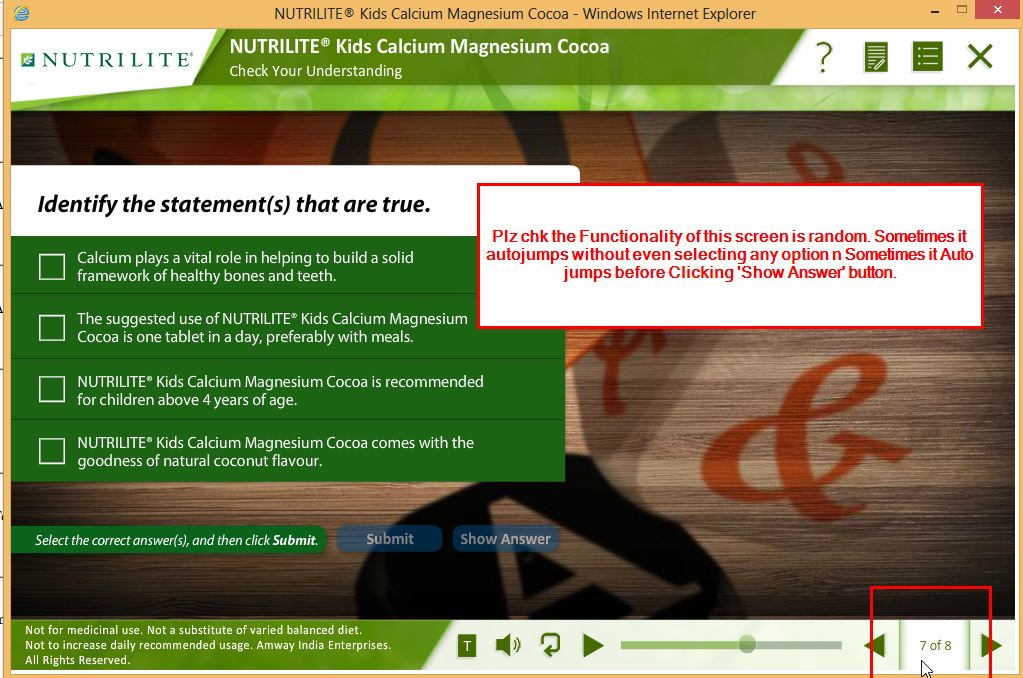 NUTRILITE® Kids Calcium Magnesium Cocoa - Windows Internet Explorer
NUTRILITE®
NUTRILITE® Kids Calcium Magnesium Cocoa
Check Your Understanding
?
Identify the statement(s) that are true.
Plz chk the Functionality of this screen is random. Sometimes it
autojumps without even selecting any option n Sometimes it Auto
jumps before Clicking 'Show Answer' button.
Calcium plays a vital role in helping to build a solid
framework of healthy bones and teeth.
The suggested use of NUTRILITE® Kids Calcium Magnesium
Cocoa is one tablet in a day, preferably with meals.
NUTRILITE® Kids Calcium Magnesium Cocoa is recommended
for children above 4 years of age.
NUTRILITE® Kids Calcium Magnesium Cocoa comes with the
goodness of natural coconut flavour.
&
A
Select the correct answer(s), and then click Submit.
Submit
Show Answer
Not for medicinal use. Not a substitute of varied balanced diet.
Not to increase daily recommended usage. Amway India Enterprises.
All Rights Reserved.
T
7 of 8